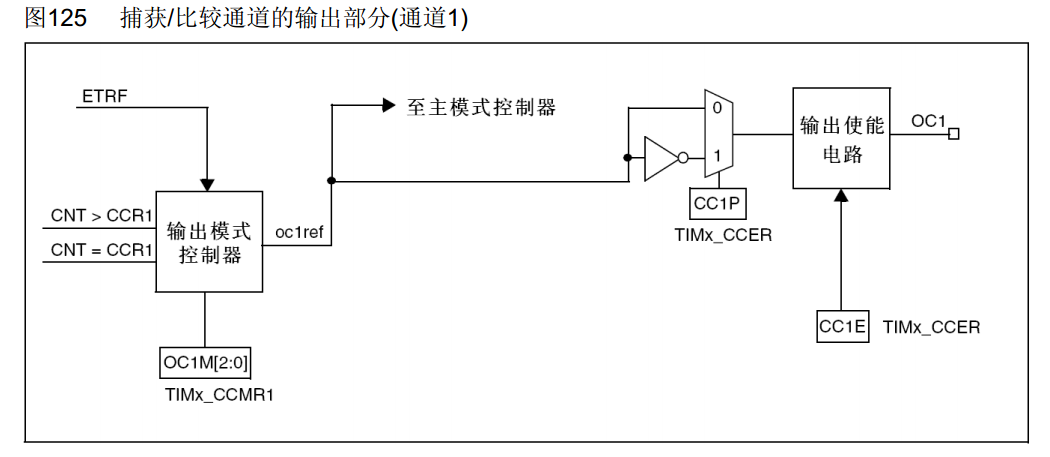 图125 捕获/比较通道的输出部分(通道1)
ETRF
至主模式控制器
0
1
输出使能
电路
OC1
CC1P
TIMx_CCER
CNT > CCR1
CNT = CCR1
输出模式
控制器
oc1ref
CC1E
TIMx_CCER
OC1M[2:0]
TIMx_CCMR1